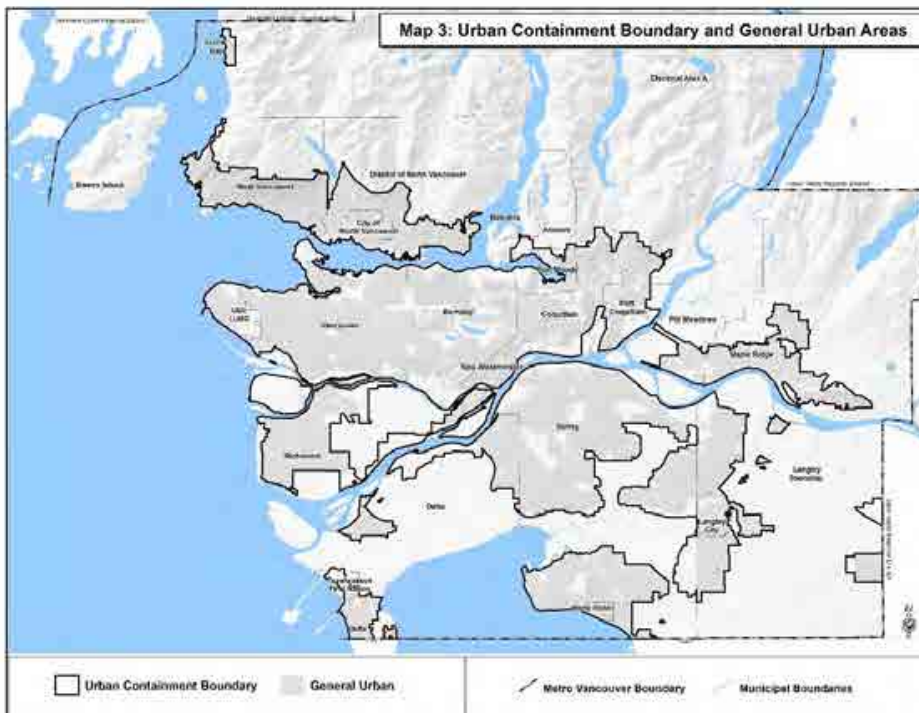 Map 3: Urban Containment Boundary and General Urban Areas
Electoral Area A
Bowen Island
District of North Vancouver
West Vancouver
City of
North Vancouver
Belcarra
Anmore
Port
Coquitlam
Burnaby
Coquitlam
Pitt Meadows
Maple Ridge
Vancouver
New Westminster
Surrey
Richmond
Langley
Township
Delta
Langley
City
Delta
White Rock
Urban Containment Boundary
General Urban
Metro Vancouver Boundary
Municipal Boundaries